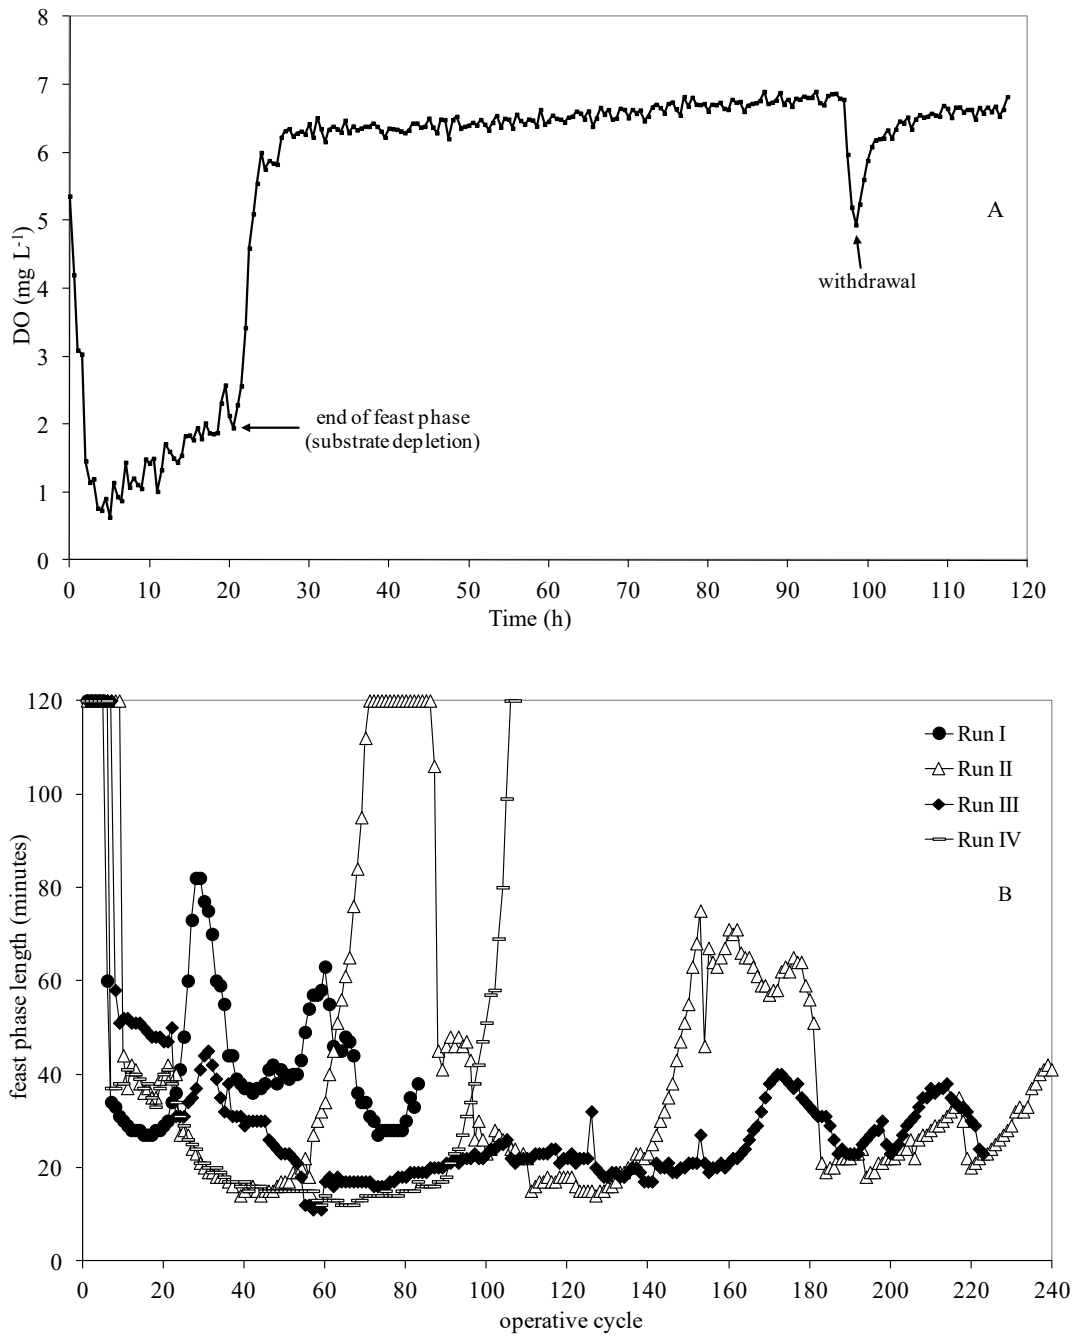 8
7
6
5
4
3
2
1
0
DO (mg L⁻¹)
A
withdrawal
end of feast phase
(substrate depletion)
0 10 20 30 40 50 60 70 80 90 100 110 120
Time (h)
120
100
80
60
40
20
0
feast phase length (minutes)
Run I
Run II
Run III
Run IV
B
0 20 40 60 80 100 120 140 160 180 200 220 240
operative cycle